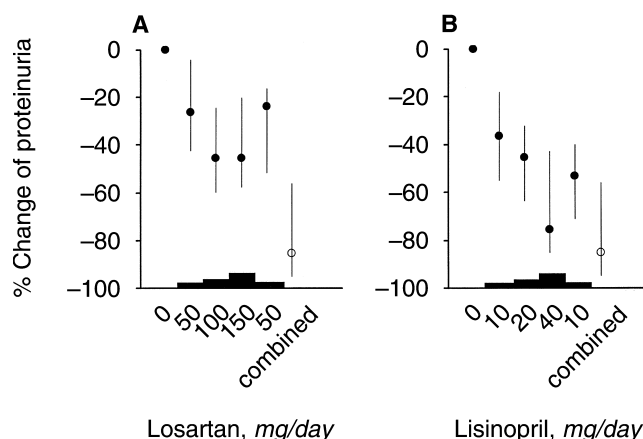 A
B
% Change of proteinuria
0
–20
–40
–60
–80
–100
0
–20
–40
–60
–80
–100
0 50 100 150 50 combined
0 10 20 40 10 combined
Losartan, mg/day
Lisinopril, mg/day